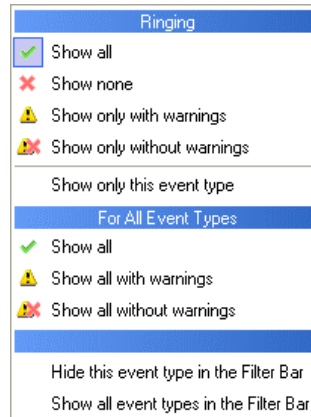 Ringing
Show all
Show none
Show only with warnings
Show only without warnings
Show only this event type
For All Event Types
Show all
Show all with warnings
Show all without warnings
Hide this event type in the Filter Bar
Show all event types in the Filter Bar